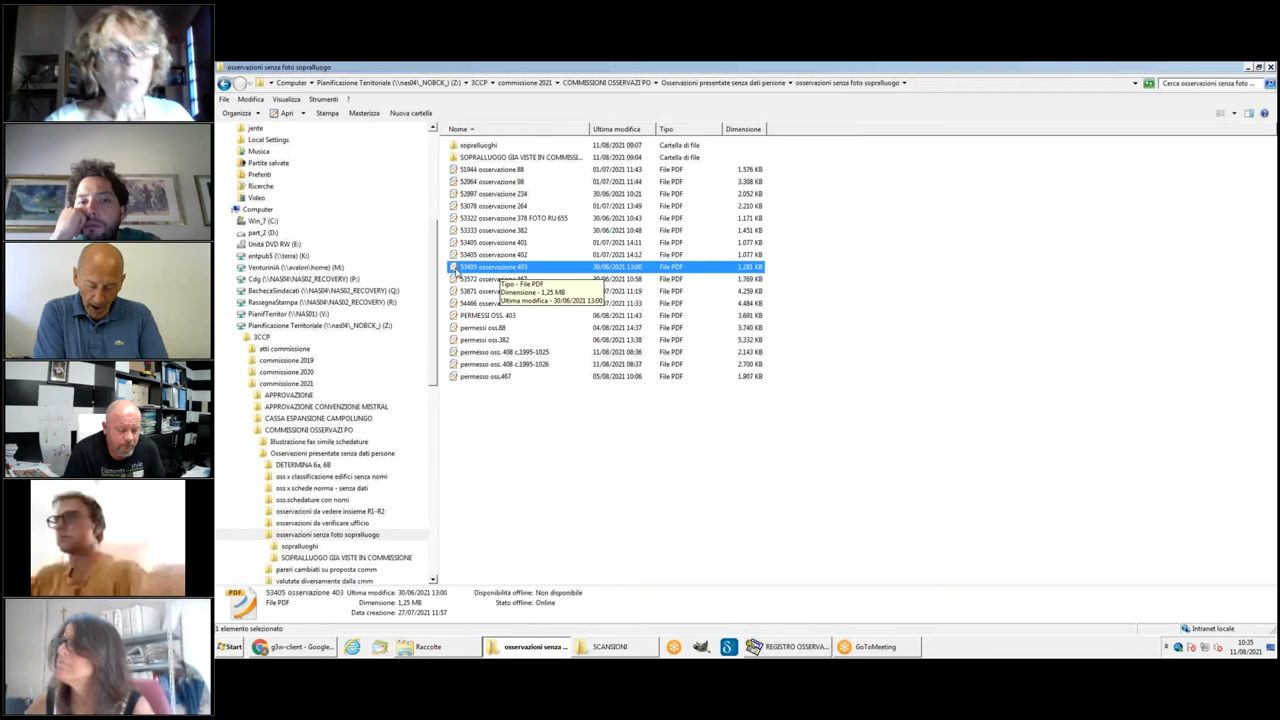 osservazioni senza foto sopralluogo
Computer ▸ Pianificazione Territoriale (\\nas04\_NOBCK_) (Z:) ▸ 3CCP ▸ commissione 2021 ▸ COMMISSIONI OSSERVAZI PO ▸ Osservazioni presentate senza dati persone ▸ osservazioni senza foto sopralluogo
Cerca osservazioni senza foto ...
File Modifica Visualizza Strumenti ?
Organizza Apri Stampa Masterizza Nuova cartella
jente
Local Settings
Musica
Partite salvate
Preferiti
Ricerche
Video
Computer
Win_7 (C:)
part_2 (D:)
Unità DVD RW (E:)
entpubS (\\terra) (K:)
VenturiniA (\\avalon\home) (M:)
Cdg (\\NAS04\NAS02_RECOVERY) (P:)
BachecaSindacati (\\NAS04\NAS02_RECOVERY) (Q:)
RassegnaStampa (\\NAS04\NAS02_RECOVERY) (R:)
PianifTerritor (\\NAS01) (V:)
Pianificazione Territoriale (\\nas04\_NOBCK_) (Z:)
3CCP
atti commissione
commissione 2019
commissione 2020
commissione 2021
APPROVAZIONE
APPROVAZIONE CONVENZIONE MISTRAL
CASSA ESPANSIONE CAMPOLUNGO
COMMISSIONI OSSERVAZI PO
Illustrazione fax simile schedature
Osservazioni presentate senza dati persone
DETERMINA 6a, 6B
oss x classificazione edifici senza nomi
oss x schede norma - senza dati
oss.schedature con nomi
osservazioni da vedere insieme R1-R2
osservazioni da verificare ufficio
osservazioni senza foto sopralluogo
sopralluoghi
SOPRALLUOGO GIA VISTE IN COMMISSIONE
pareri cambiati su proposta comm
valutate diversamente dalla cmm
Nome Ultima modifica Tipo Dimensione
sopralluoghi 11/08/2021 09:07 Cartella di file
SOPRALLUOGO GIA VISTE IN COMMISSI... 11/08/2021 09:04 Cartella di file
51944 osservazione 88 01/07/2021 11:43 File PDF 1.576 KB
52064 osservazione 98 01/07/2021 11:44 File PDF 3.308 KB
52997 osservazione 234 30/06/2021 10:21 File PDF 2.052 KB
53078 osservazione 264 01/07/2021 13:49 File PDF 2.210 KB
53322 osservazione 378 FOTO RU 655 30/06/2021 10:43 File PDF 1.171 KB
53333 osservazione 382 30/06/2021 10:48 File PDF 1.769 KB
53405 osservazione 401 01/07/2021 14:11 File PDF 1.077 KB
53405 osservazione 402 01/07/2021 14:12 File PDF 1.077 KB
53405 osservazione 403 30/06/2021 13:00 File PDF 1.281 KB
53572 osservazione 467 30/06/2021 10:58 File PDF 1.769 KB
53871 osserva 11:19 File PDF 4.259 KB
54466 osserva 11:33 File PDF 4.484 KB
PERMESSI OSS. 403 06/08/2021 11:43 File PDF 3.691 KB
permessi oss.88 04/08/2021 14:37 File PDF 3.740 KB
permessi oss.382 06/08/2021 13:38 File PDF 5.332 KB
permesso oss. 408 c.1995-1025 11/08/2021 08:36 File PDF 2.143 KB
permesso oss. 408 c.1995-1026 11/08/2021 08:37 File PDF 2.700 KB
permesso oss.467 05/08/2021 10:06 File PDF 1.907 KB
Tipo - File PDF
Dimensione - 1,25 MB
Ultima modifica - 30/06/2021 13:00
PDF
53405 osservazione 403 Ultima modifica: 30/06/2021 13:00 Disponibilità offline: Non disponibile
File PDF Dimensione: 1,25 MB Stato offline: Online
Data creazione: 27/07/2021 11:57
1 elemento selezionato
Intranet locale
Start g3w-client - Google... Raccolte osservazioni senza ... SCANSIONI REGISTRO OSSERVA... GoToMeeting
10:35
11/08/2021